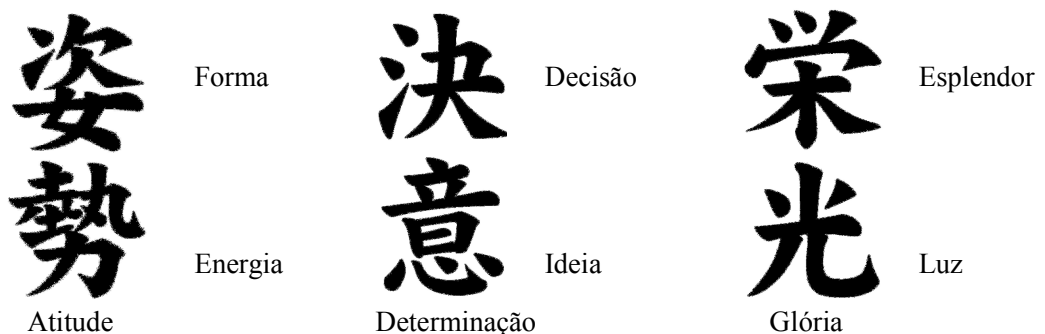 姿 Forma 決 Decisão 栄 Esplendor
勢 Energia 意 Ideia 光 Luz
Atitude Determinação Glória